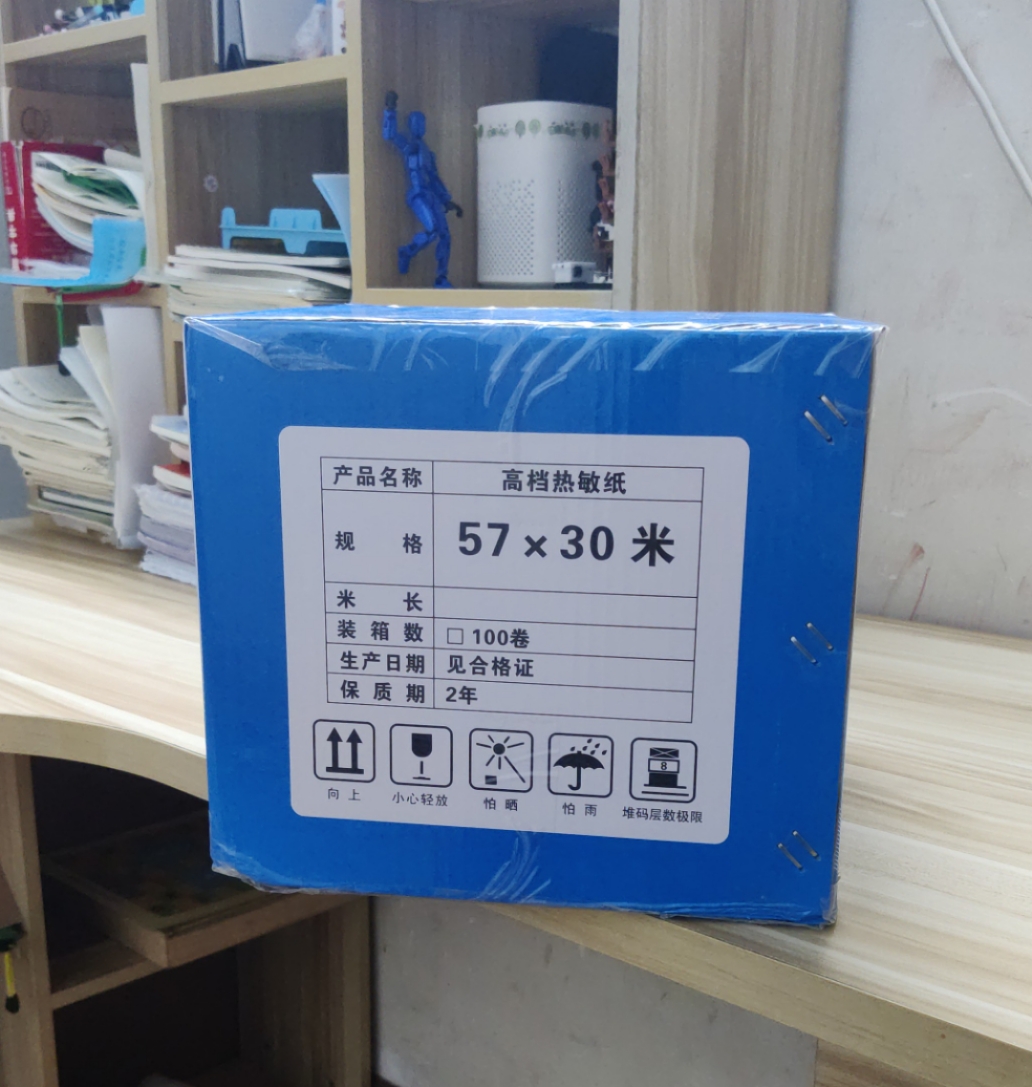 产品名称 高档热敏纸
规 格 57×30 米
米 长
装 箱 数 □ 100卷
生产日期 见合格证
保 质 期 2年
8
向 上 小心轻放 怕 晒 怕 雨 堆码层数极限